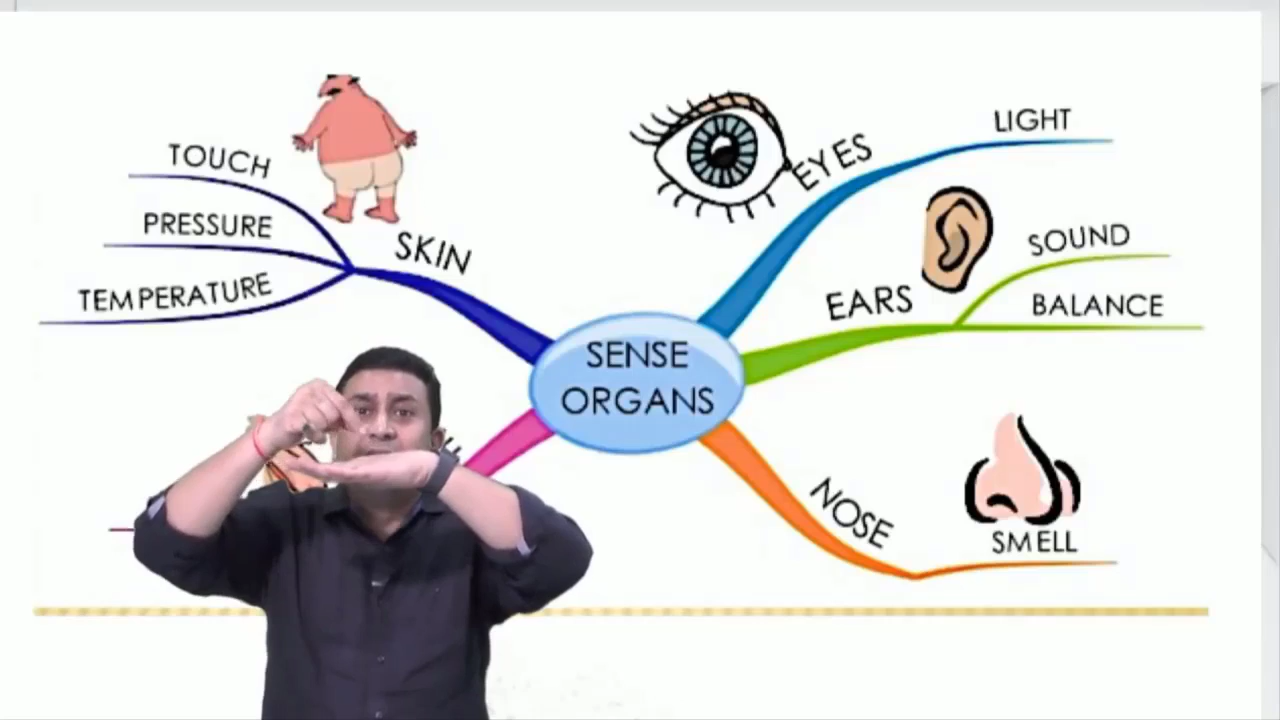 TOUCH
PRESSURE
TEMPERATURE
SKIN
SENSE
ORGANS
EYES
LIGHT
EARS
SOUND
BALANCE
NOSE
SMELL